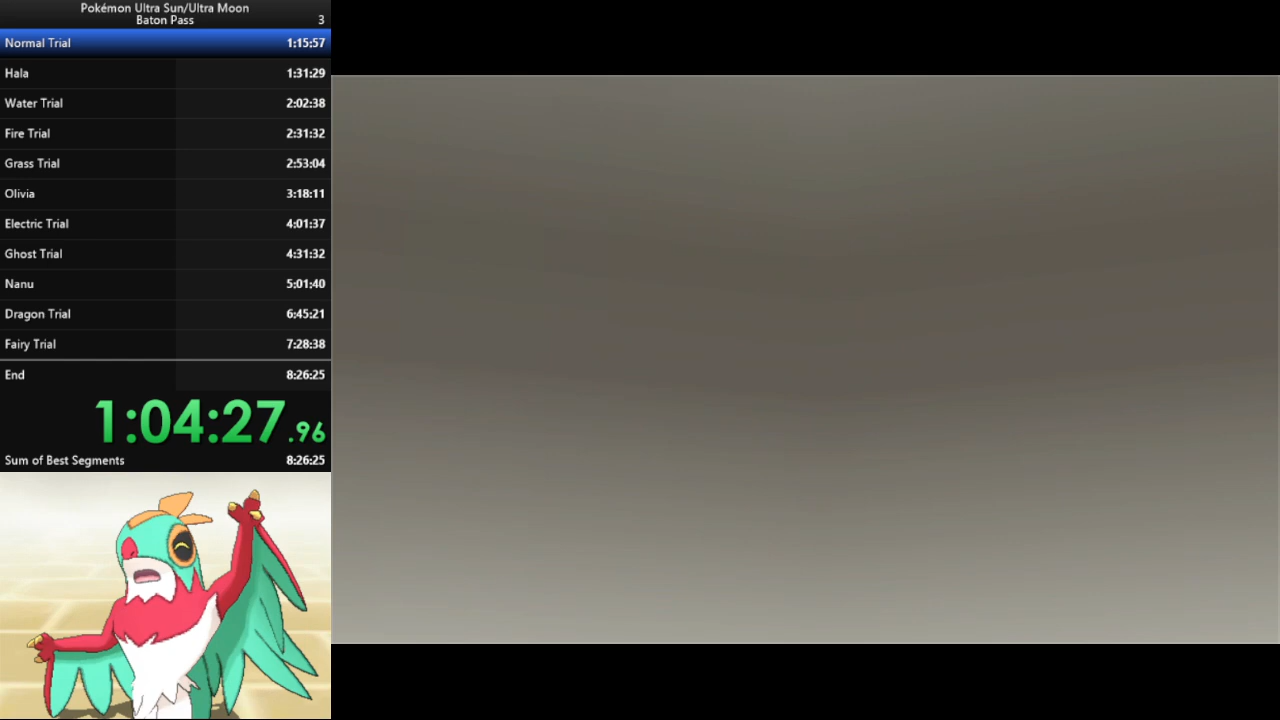 Pokémon Ultra Sun/Ultra Moon
Baton Pass 3
Normal Trial 1:15:57
Hala 1:31:29
Water Trial 2:02:38
Fire Trial 2:31:32
Grass Trial 2:53:04
Olivia 3:18:11
Electric Trial 4:01:37
Ghost Trial 4:31:32
Nanu 5:01:40
Dragon Trial 6:45:21
Fairy Trial 7:28:38
End 8:26:25
1:04:27.96
Sum of Best Segments 8:26:25